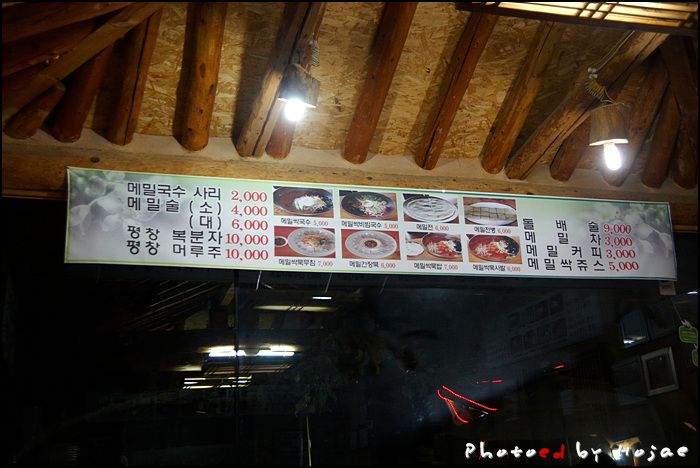 메밀국수 사리 2,000
메밀술 ( 소 ) 4,000
( 대 ) 6,000
평창 복분자 10,000
평창 머루주 10,000
메밀싹국수 5,000
메밀싹비빔국수 5,000
메밀전 6,000
메밀전병 6,000
메밀싹묵무침 7,000
메밀간장묵 6,000
메밀싹묵밥 7,000
메밀싹묵사발 6,000
돌배술 9,000
메밀차 3,000
메밀커피 3,000
메밀싹쥬스 5,000
Photoed by Hojae